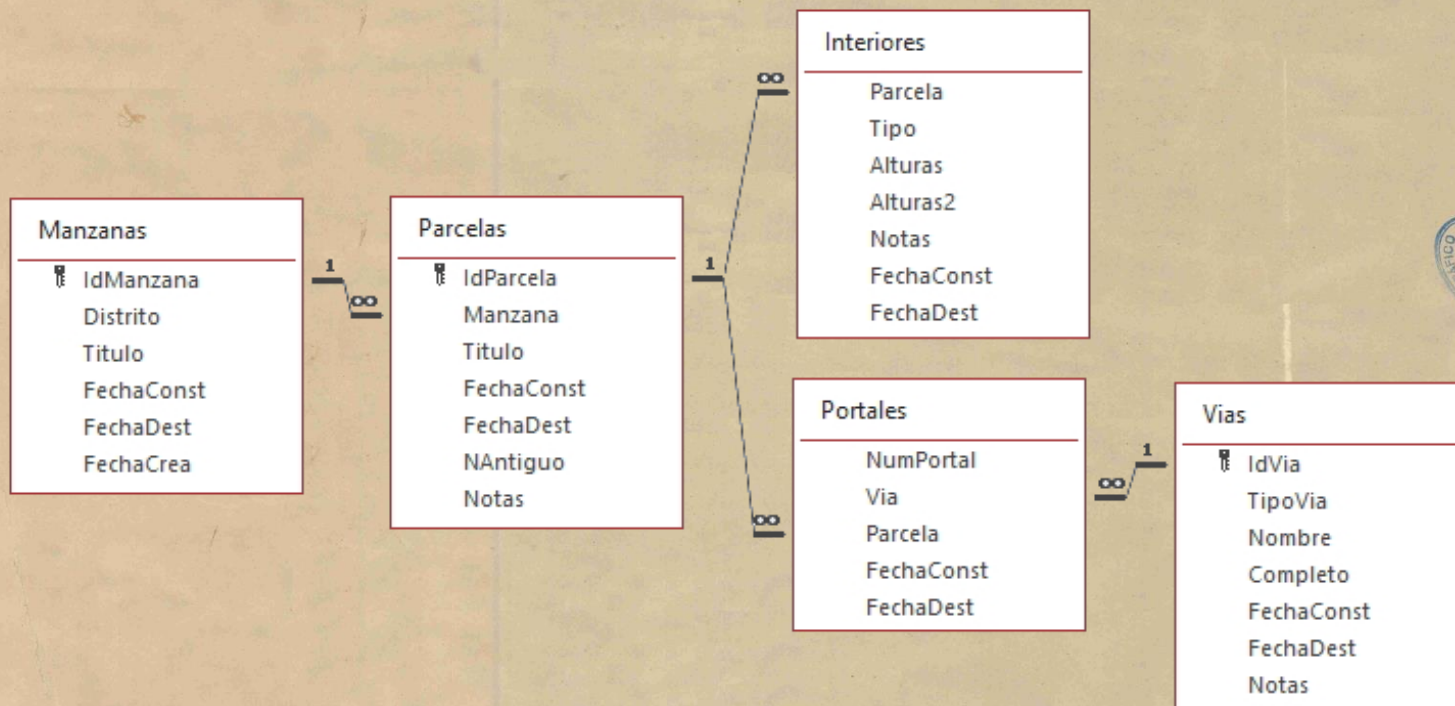 Manzanas
IdManzana
Distrito
Titulo
FechaConst
FechaDest
FechaCrea
1
∞
Parcelas
IdParcela
Manzana
Titulo
FechaConst
FechaDest
NAntiguo
Notas
1
∞
∞
Interiores
Parcela
Tipo
Alturas
Alturas2
Notas
FechaConst
FechaDest
Portales
NumPortal
Via
Parcela
FechaConst
FechaDest
∞
1
Vias
IdVia
TipoVia
Nombre
Completo
FechaConst
FechaDest
Notas